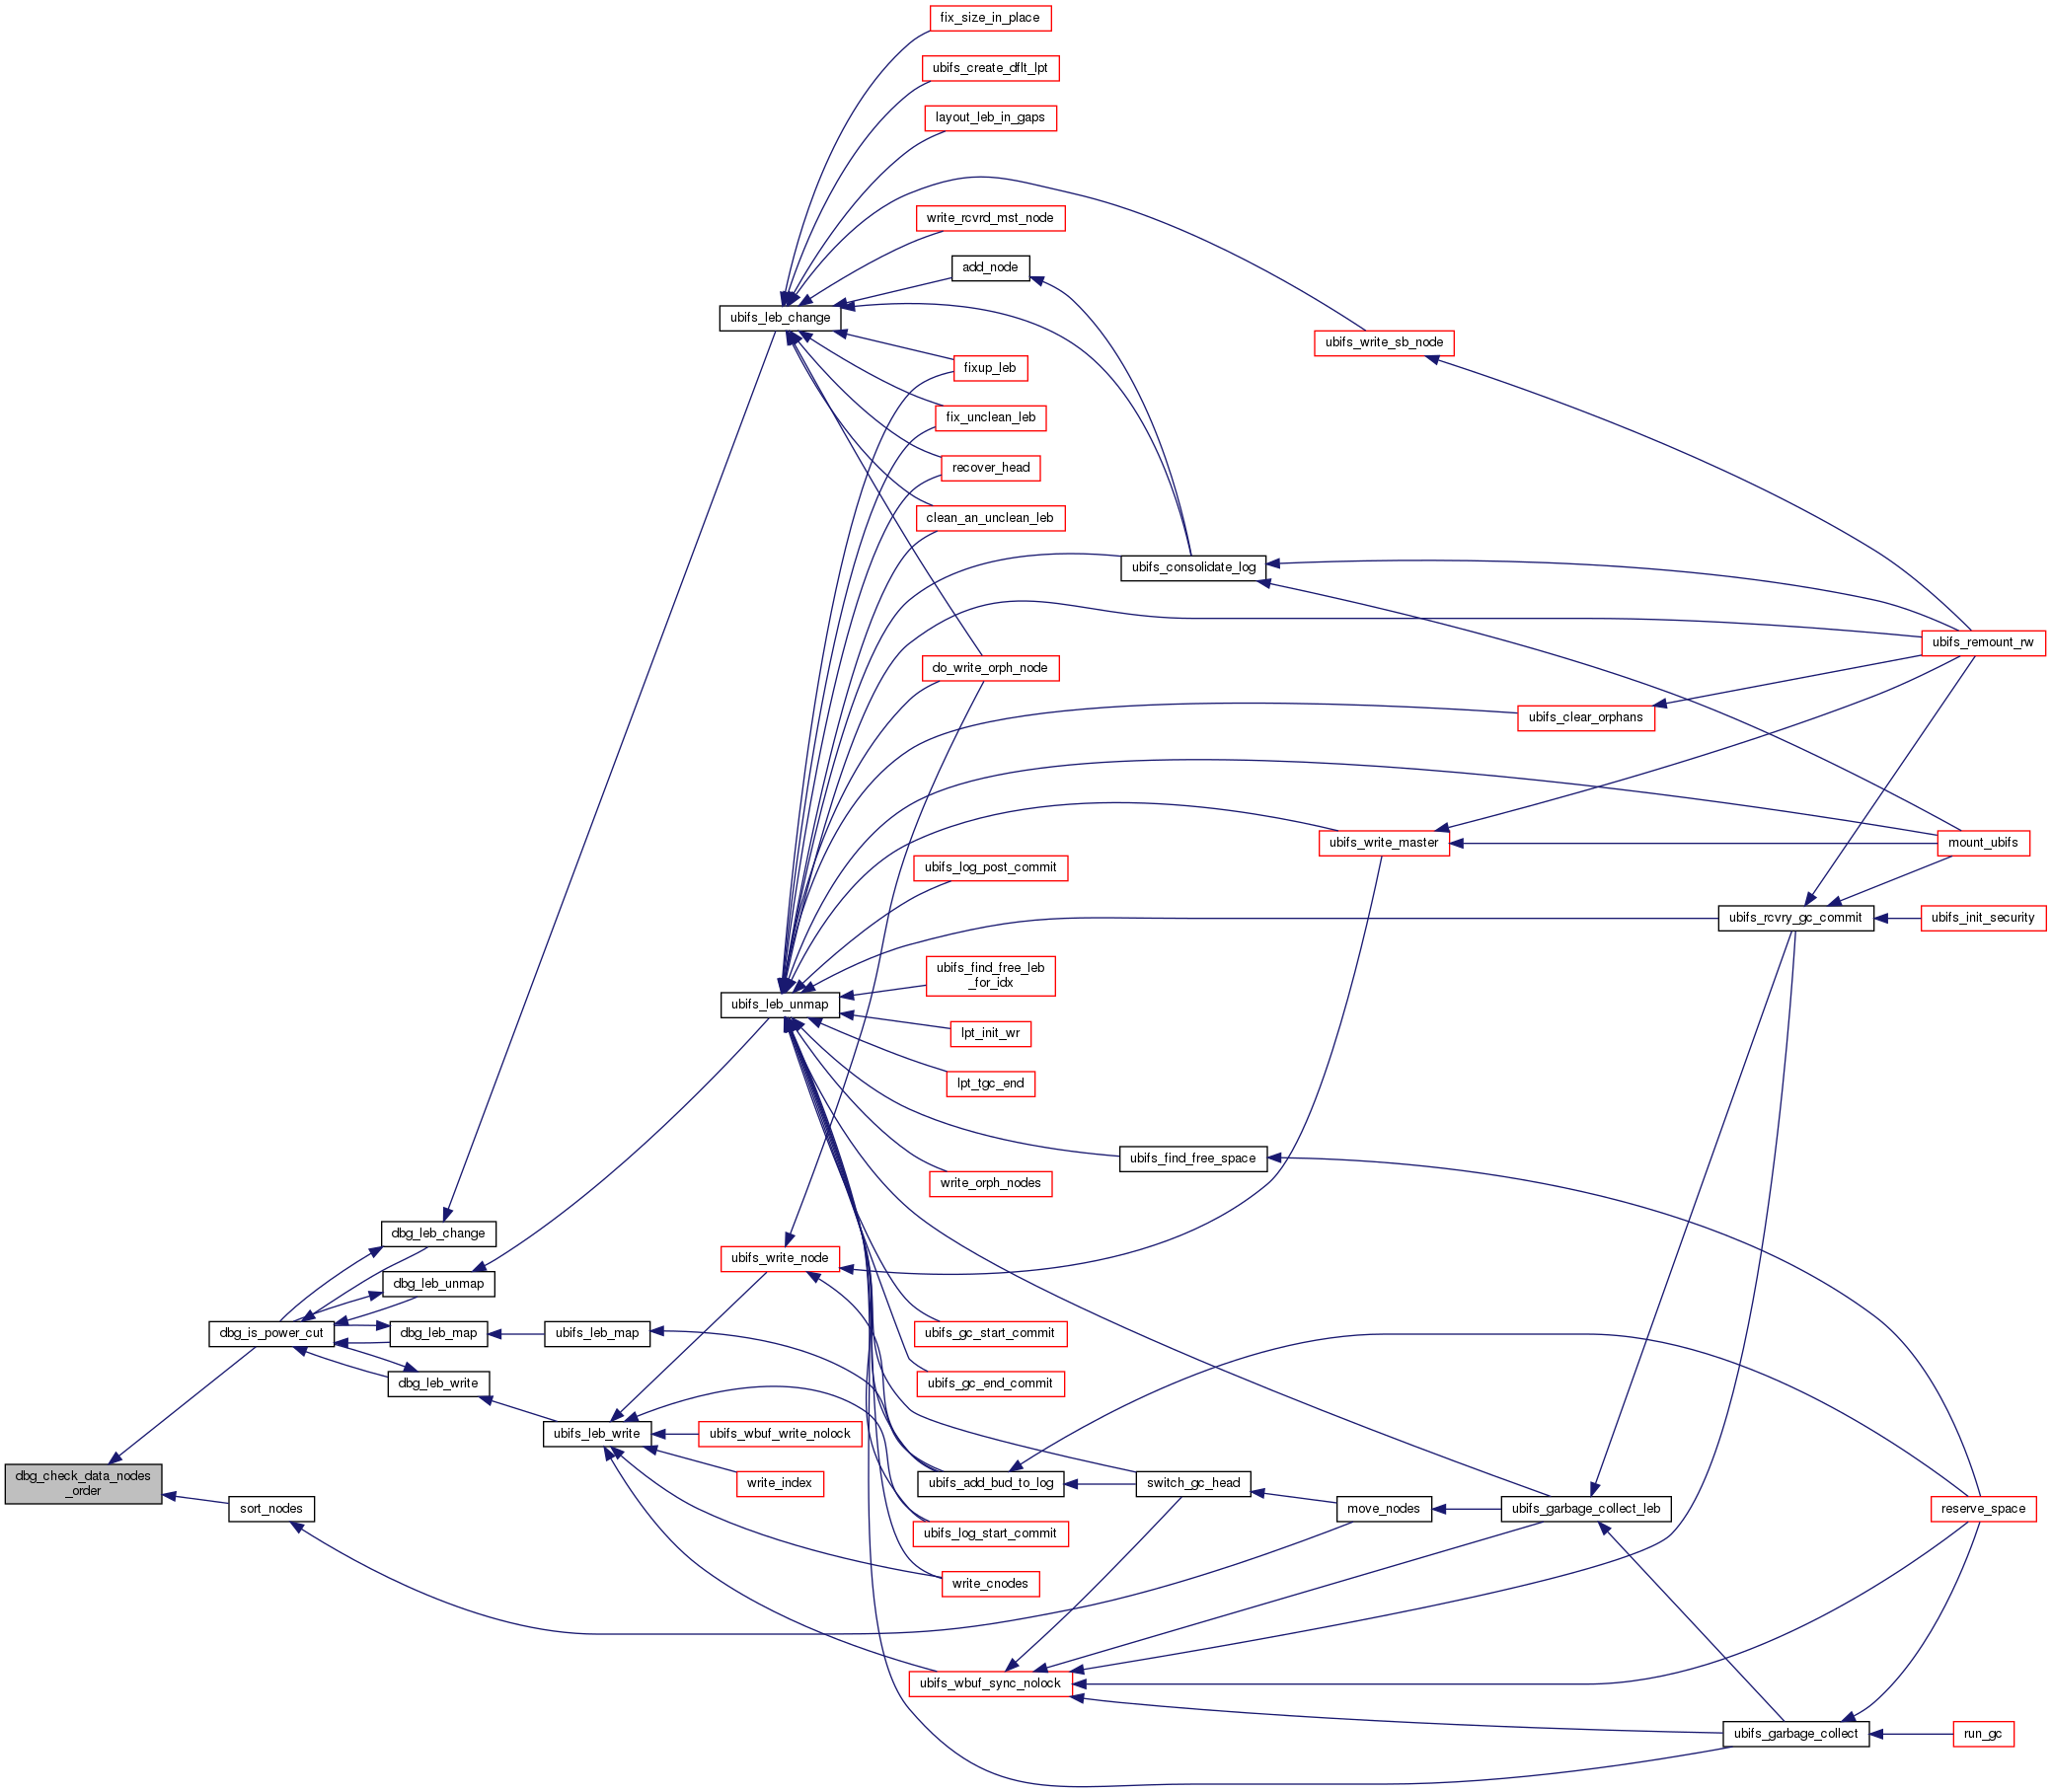 fix_size_in_place
ubifs_create_dflt_lpt
layout_leb_in_gaps
write_rcvrd_mst_node
add_node
ubifs_leb_change
ubifs_write_sb_node
fixup_leb
fix_unclean_leb
recover_head
clean_an_unclean_leb
ubifs_consolidate_log
ubifs_remount_rw
do_write_orph_node
ubifs_clear_orphans
ubifs_write_master
mount_ubifs
ubifs_log_post_commit
ubifs_rcvry_gc_commit
ubifs_init_security
ubifs_find_free_leb
_for_idx
ubifs_leb_unmap
lpt_init_wr
lpt_tgc_end
ubifs_find_free_space
write_orph_nodes
dbg_leb_change
ubifs_write_node
dbg_leb_unmap
dbg_is_power_cut
dbg_leb_map
ubifs_leb_map
ubifs_gc_start_commit
dbg_leb_write
ubifs_gc_end_commit
ubifs_leb_write
ubifs_wbuf_write_nolock
dbg_check_data_nodes
_order
write_index
ubifs_add_bud_to_log
switch_gc_head
sort_nodes
move_nodes
ubifs_garbage_collect_leb
reserve_space
ubifs_log_start_commit
write_cnodes
ubifs_wbuf_sync_nolock
ubifs_garbage_collect
run_gc